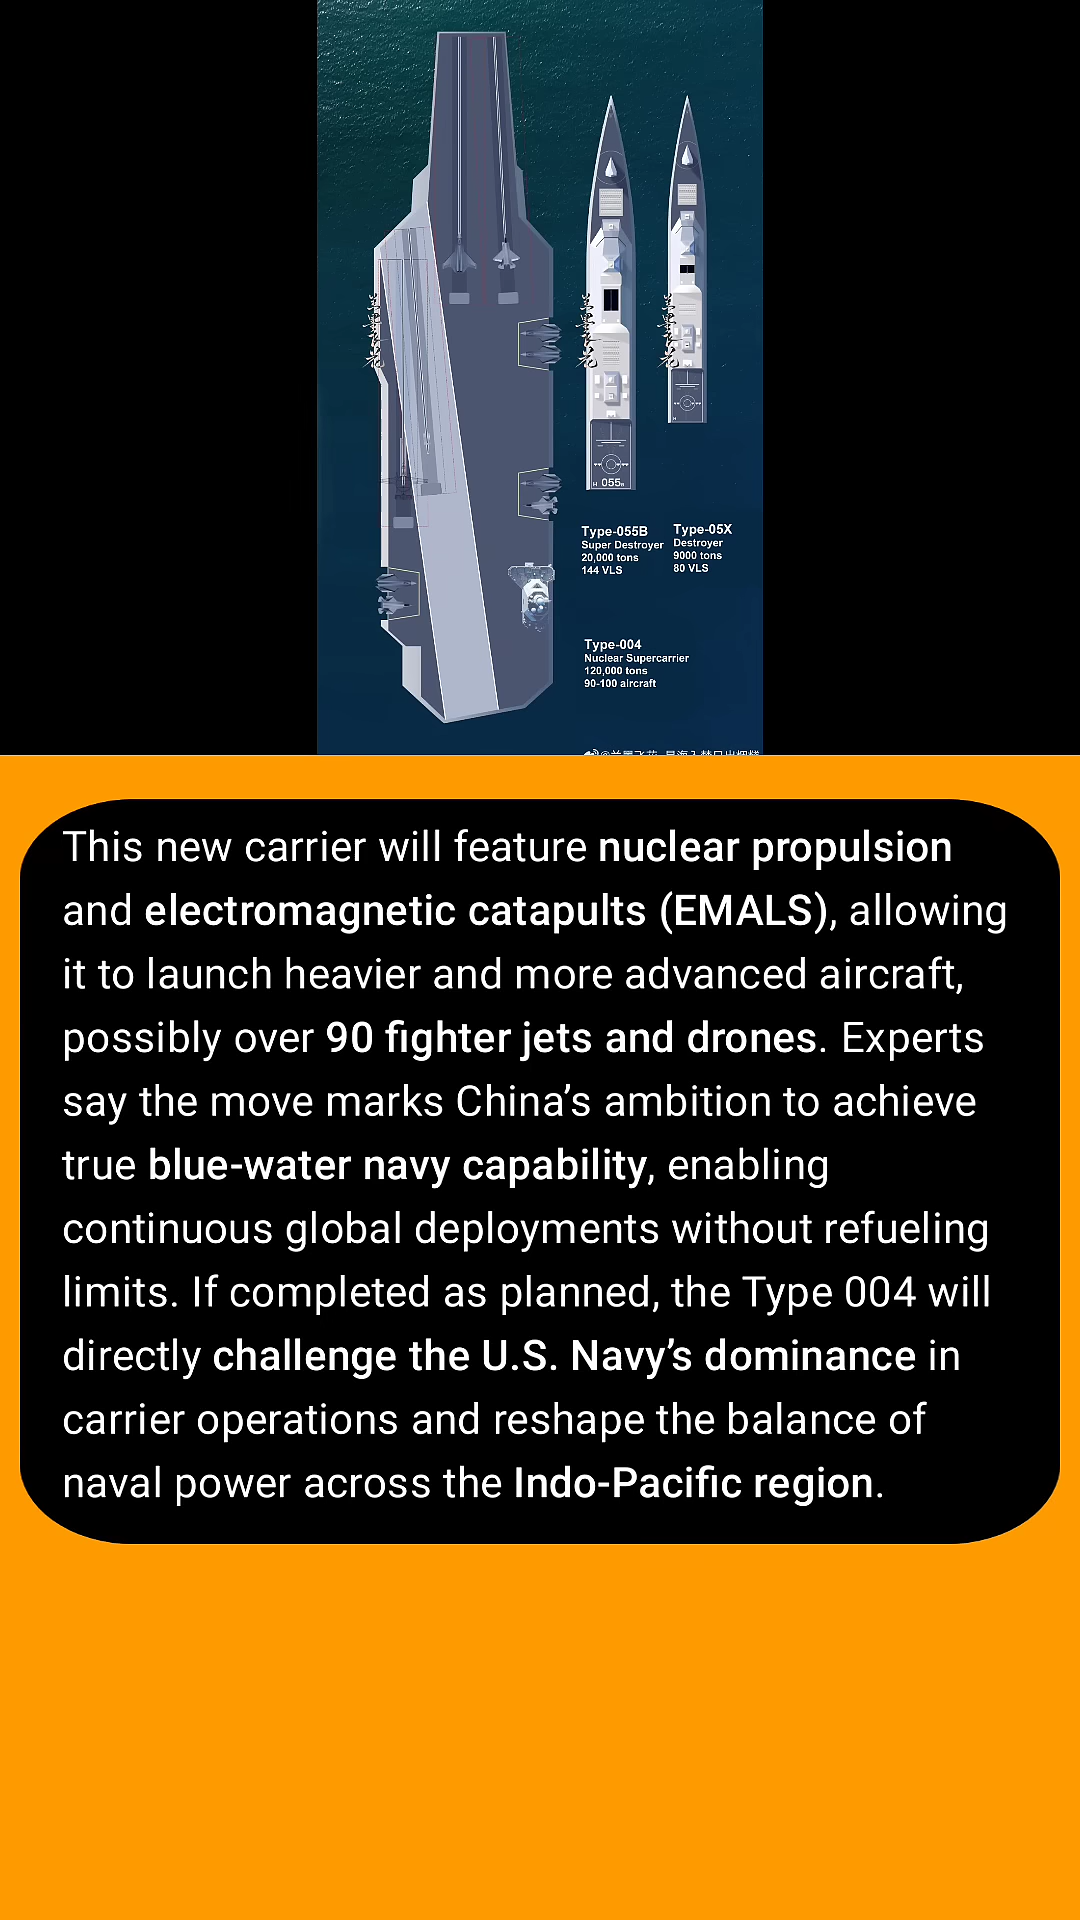 055B
Type-055B
Super Destroyer
20,000 tons
144 VLS
Type-05X
Destroyer
9000 tons
80 VLS
Type-004
Nuclear Supercarrier
120,000 tons
90-100 aircraft
This new carrier will feature nuclear propulsion
and electromagnetic catapults (EMALS), allowing
it to launch heavier and more advanced aircraft,
possibly over 90 fighter jets and drones. Experts
say the move marks China’s ambition to achieve
true blue-water navy capability, enabling
continuous global deployments without refueling
limits. If completed as planned, the Type 004 will
directly challenge the U.S. Navy’s dominance in
carrier operations and reshape the balance of
naval power across the Indo-Pacific region.